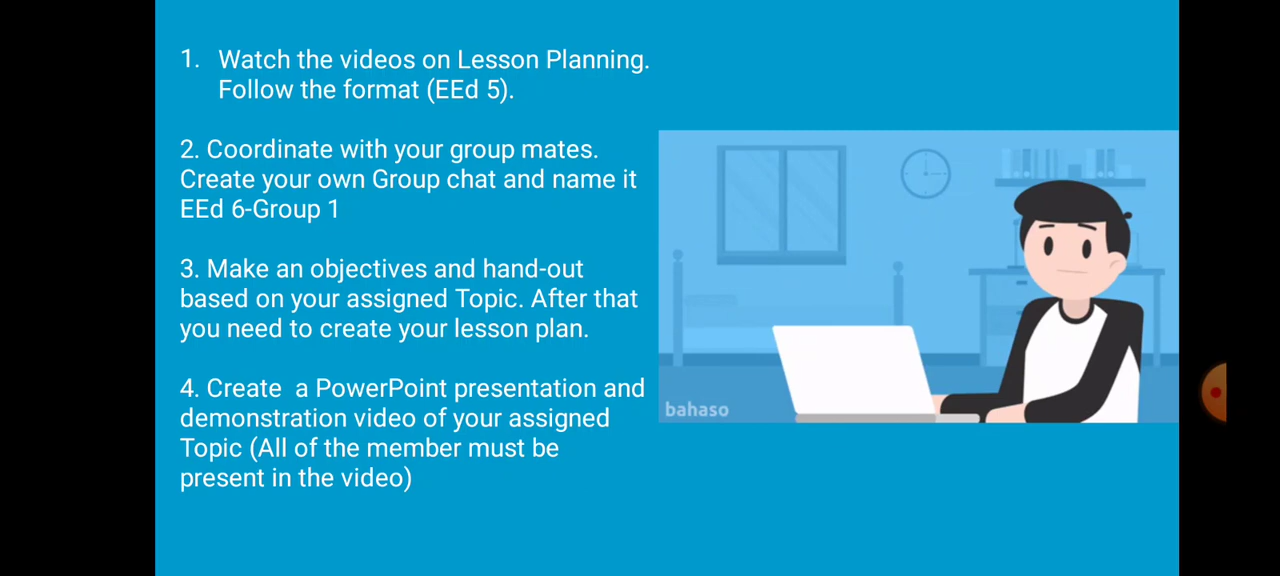 1. Watch the videos on Lesson Planning.
Follow the format (EEd 5).
2. Coordinate with your group mates.
Create your own Group chat and name it
EEd 6-Group 1
3. Make an objectives and hand-out
based on your assigned Topic. After that
you need to create your lesson plan.
4. Create  a PowerPoint presentation and
demonstration video of your assigned
Topic (All of the member must be
present in the video)
bahaso